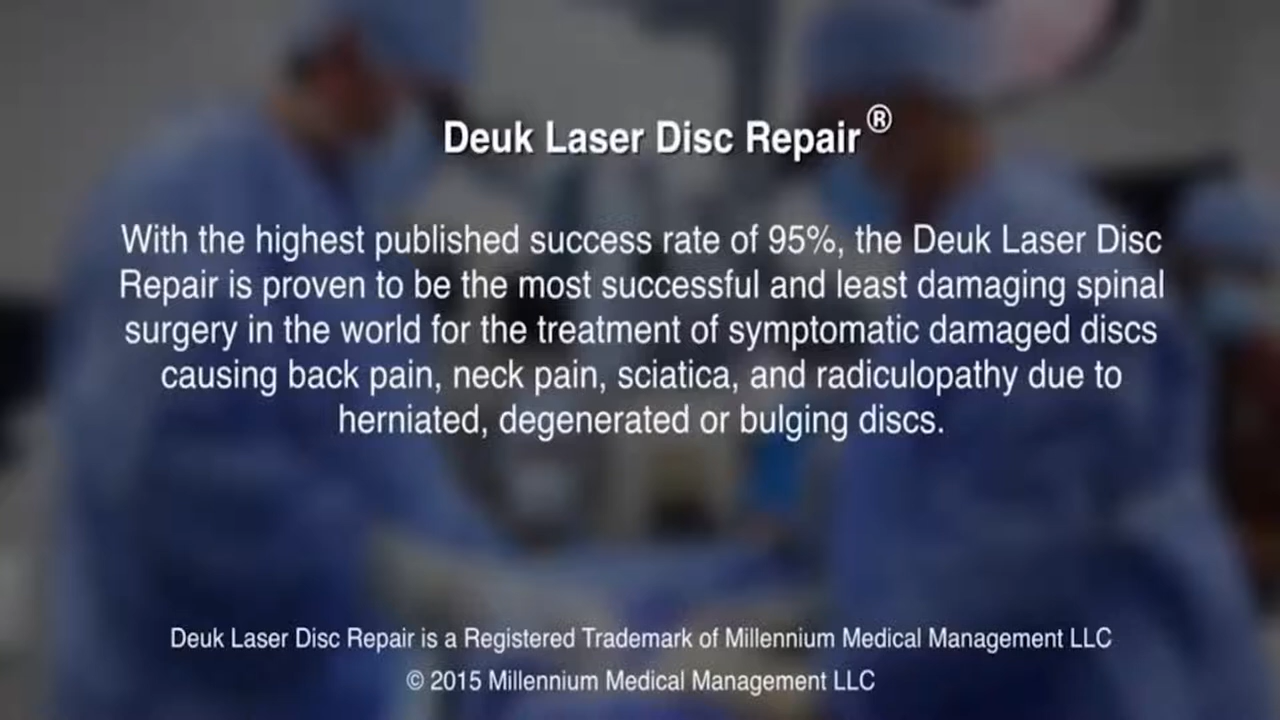 Deuk Laser Disc Repair®
With the highest published success rate of 95%, the Deuk Laser Disc
Repair is proven to be the most successful and least damaging spinal
surgery in the world for the treatment of symptomatic damaged discs
causing back pain, neck pain, sciatica, and radiculopathy due to
herniated, degenerated or bulging discs.
Deuk Laser Disc Repair is a Registered Trademark of Millennium Medical Management LLC
© 2015 Millennium Medical Management LLC